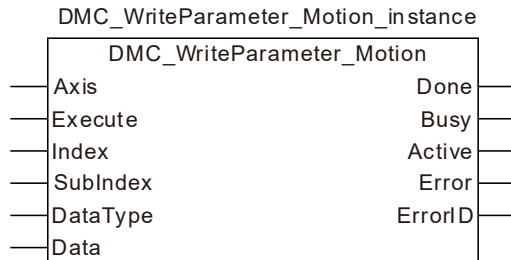 DMC_WriteParameter_Motion_instance
DMC_WriteParameter_Motion
Axis Done
Execute Busy
Index Active
SubIndex Error
DataType ErrorID
Data